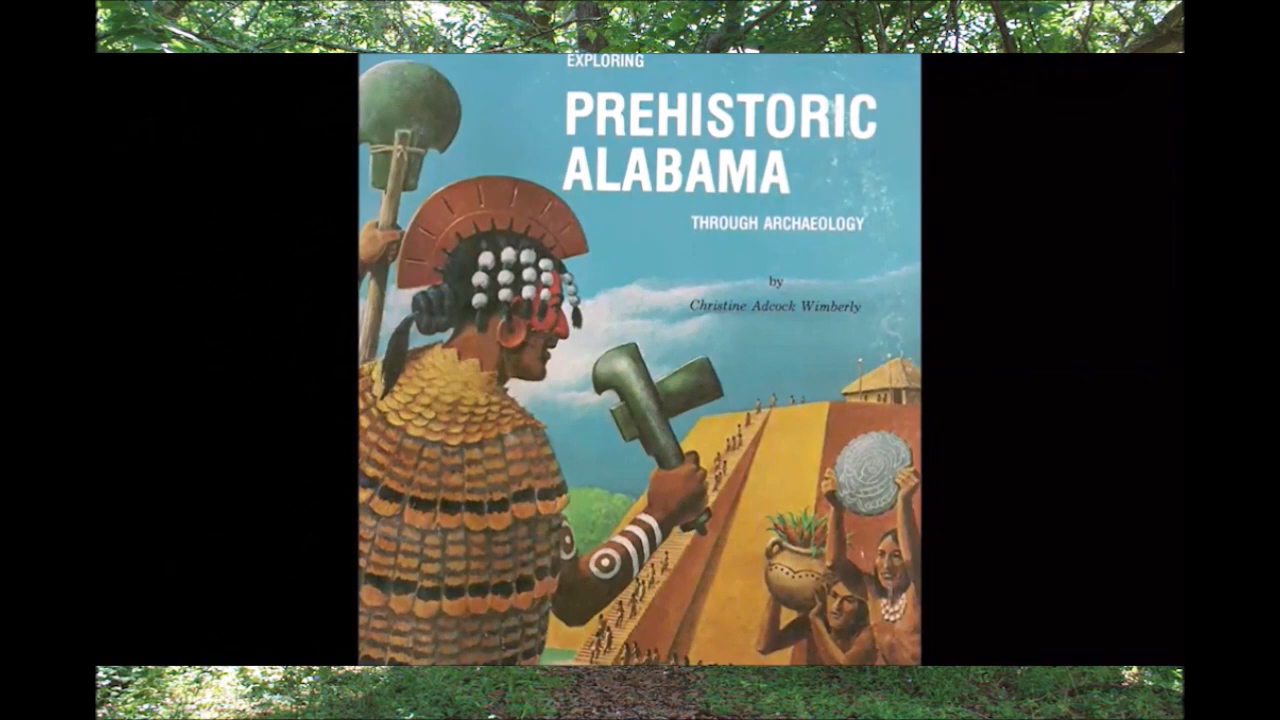 EXPLORING
PREHISTORIC
ALABAMA
THROUGH ARCHAEOLOGY
by
Christine Adcock Wimberly